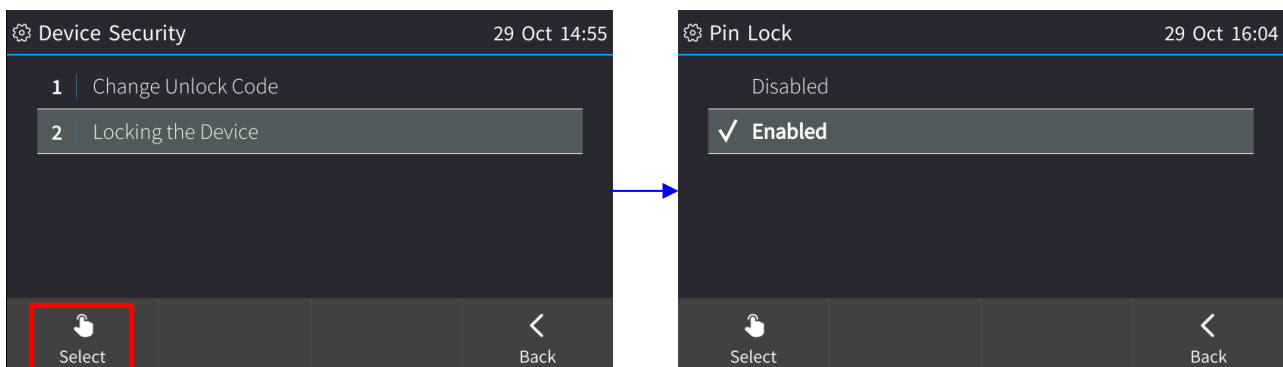 Device Security 29 Oct 14:55
1 Change Unlock Code
2 Locking the Device
Select Back
Pin Lock 29 Oct 16:04
Disabled
Enabled
Select Back